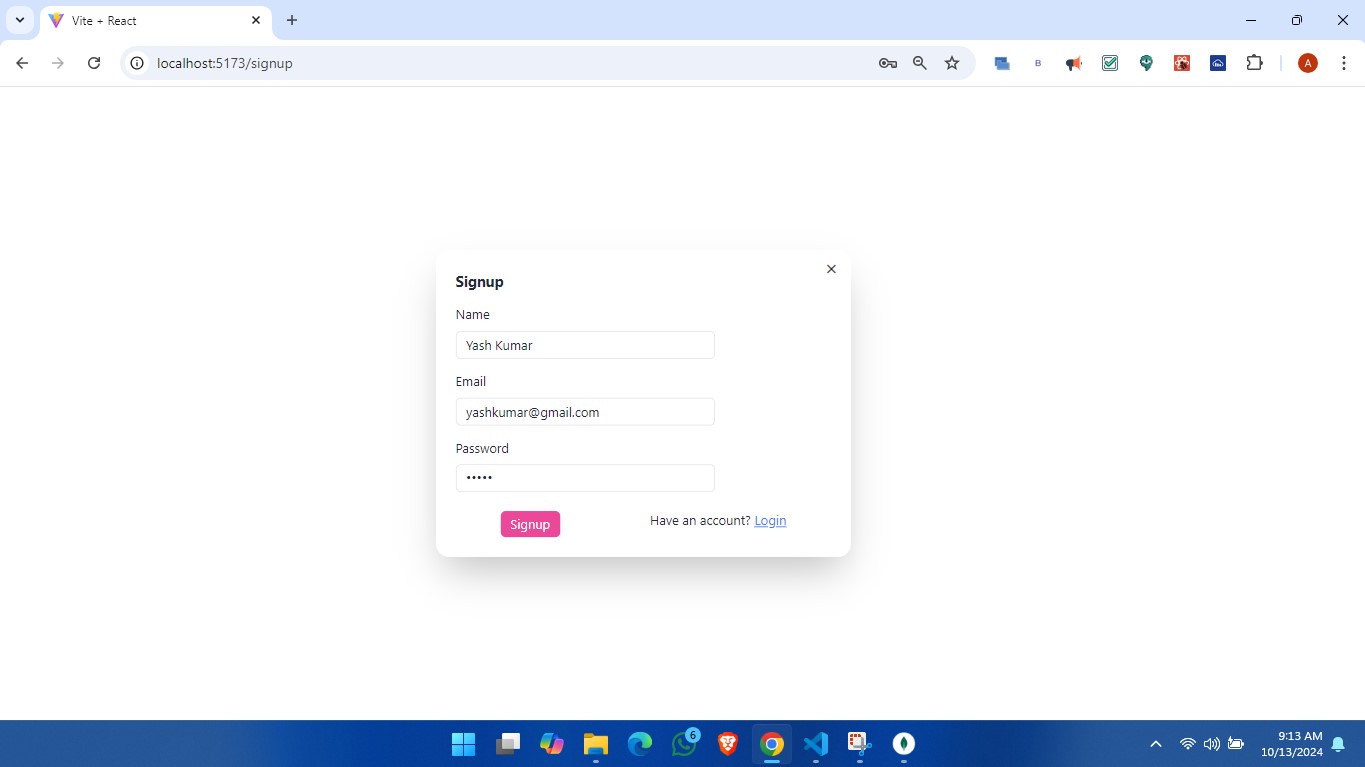 Vite + React
localhost:5173/signup
B
A
Signup
Name
Yash Kumar
Email
yashkumar@gmail.com
Password
•••••
Signup
Have an account? Login
6
9:13 AM
10/13/2024